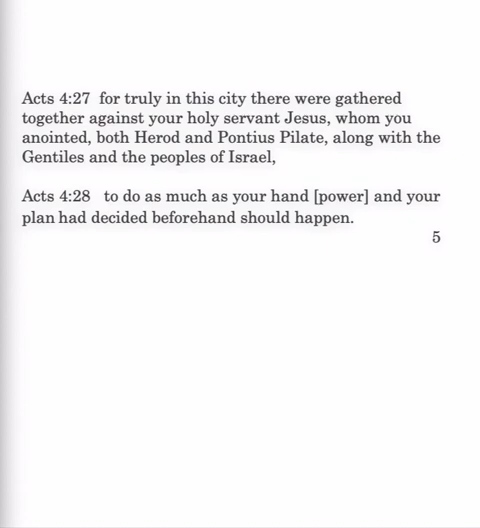 Acts 4:27  for truly in this city there were gathered
together against your holy servant Jesus, whom you
anointed, both Herod and Pontius Pilate, along with the
Gentiles and the peoples of Israel,
Acts 4:28   to do as much as your hand [power] and your
plan had decided beforehand should happen.
5